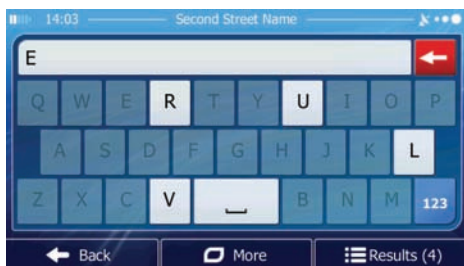 14:03 Second Street Name
E
Q W E R T Y U I O P
A S D F G H J K L
Z X C V B N M 123
Back More Results (4)